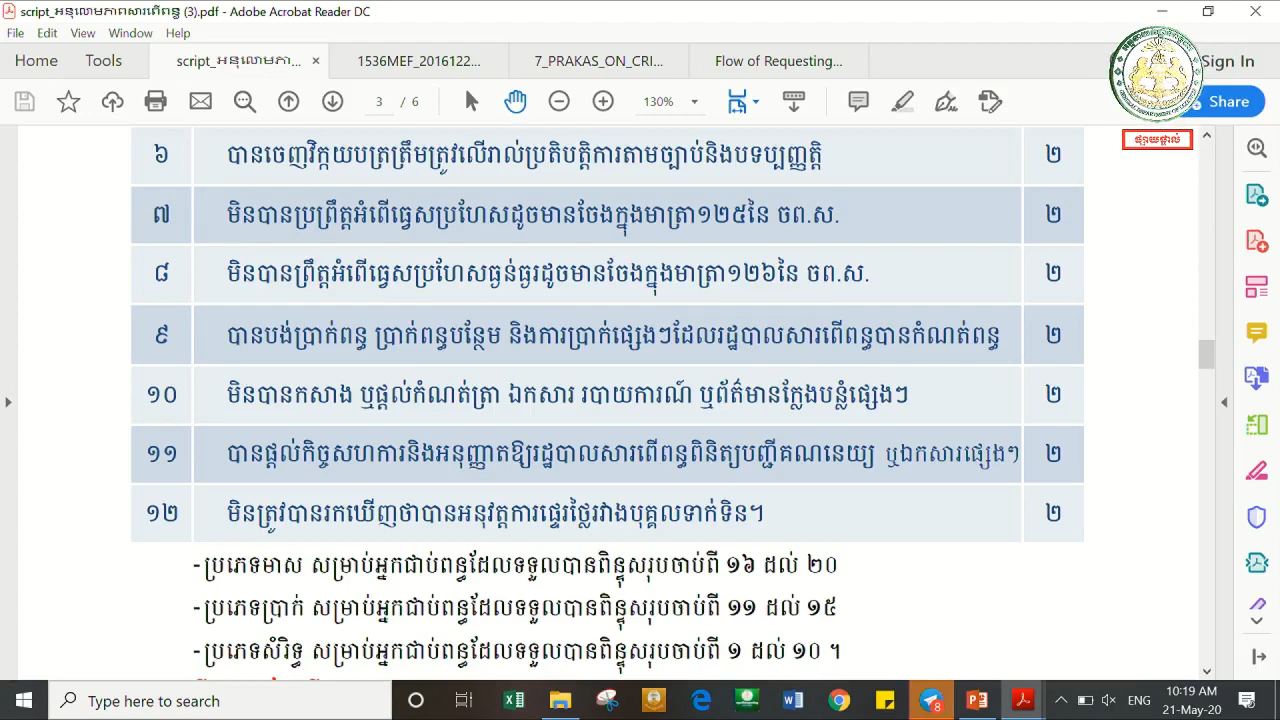 script_អនុលោមភាពសារពើពន្ធ (3).pdf - Adobe Acrobat Reader DC
File Edit View Window Help
Home Tools script_អនុលោមភា... × 1536MEF_2016122... 7_PRAKAS_ON_CRI... Flow of Requesting... Sign In
3 / 6 130% Share
ផ្សាយផ្ទាល់
៦ បានចេញវិក្កយបត្រត្រឹមត្រូវលើរាល់ប្រតិបត្តិការតាមច្បាប់និងបទប្បញ្ញត្តិ ២
៧ មិនបានប្រព្រឹត្តអំពើធ្វេសប្រហែសដូចមានចែងក្នុងមាត្រា១២៥នៃ ចព.ស. ២
៨ មិនបានព្រឹត្តអំពើធ្វេសប្រហែសធ្ងន់ធ្ងរដូចមានចែងក្នុងមាត្រា១២៦នៃ ចព.ស. ២
៩ បានបង់ប្រាក់ពន្ធ ប្រាក់ពន្ធបន្ថែម និងការប្រាក់ផ្សេងៗដែលរដ្ឋបាលសារពើពន្ធបានកំណត់ពន្ធ ២
១០ មិនបានកសាង ឬផ្តល់កំណត់ត្រា ឯកសារ របាយការណ៍ ឬព័ត៌មានក្លែងបន្លំផ្សេងៗ ២
១១ បានផ្តល់កិច្ចសហការនិងអនុញ្ញាតឱ្យរដ្ឋបាលសារពើពន្ធពិនិត្យបញ្ជីគណនេយ្យ ឬឯកសារផ្សេងៗ ២
១២ មិនត្រូវបានរកឃើញថាបានអនុវត្តការផ្ទេរថ្លៃរវាងបុគ្គលទាក់ទិន។ ២
-ប្រភេទមាស សម្រាប់អ្នកជាប់ពន្ធដែលទទួលបានពិន្ទុសរុបចាប់ពី ១៦ ដល់ ២០
-ប្រភេទប្រាក់ សម្រាប់អ្នកជាប់ពន្ធដែលទទួលបានពិន្ទុសរុបចាប់ពី ១១ ដល់ ១៥
-ប្រភេទសំរិទ្ធ សម្រាប់អ្នកជាប់ពន្ធដែលទទួលបានពិន្ទុសរុបចាប់ពី ១ ដល់ ១០ ។
Type here to search 8 ENG 10:19 AM
21-May-20